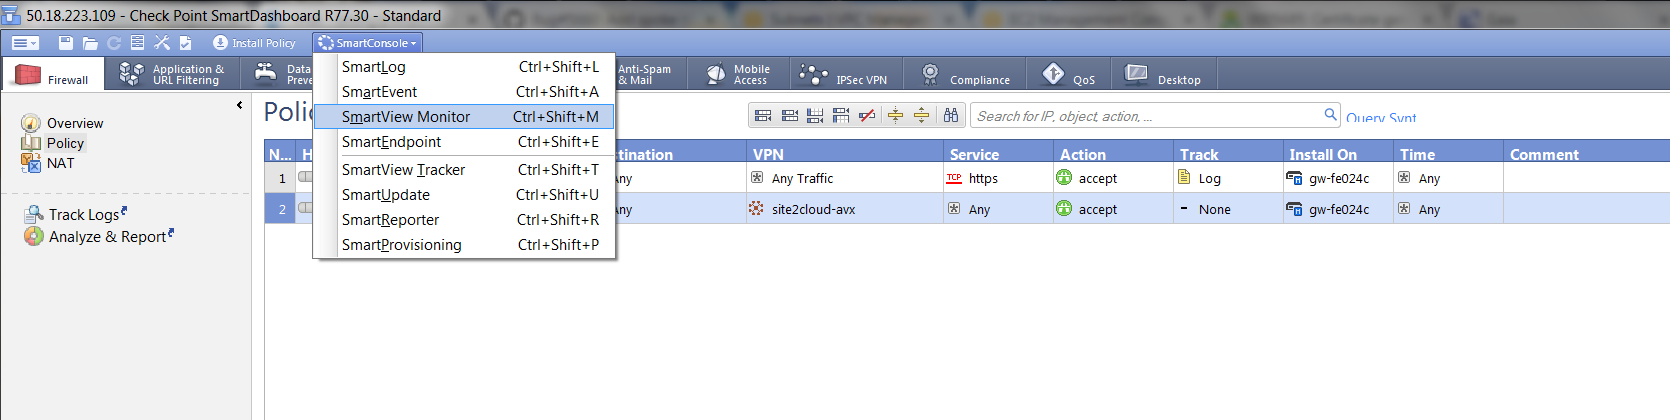 50.18.223.109 - Check Point SmartDashboard R77.30 - Standard
Install Policy SmartConsole
Firewall
Application & URL Filtering
Data
Preve
Anti-Spam & Mail
Mobile Access
IPSec VPN
Compliance
QoS
Desktop
SmartLog Ctrl+Shift+L
SmartEvent Ctrl+Shift+A
SmartView Monitor Ctrl+Shift+M
SmartEndpoint Ctrl+Shift+E
SmartView Tracker Ctrl+Shift+T
SmartUpdate Ctrl+Shift+U
SmartReporter Ctrl+Shift+R
SmartProvisioning Ctrl+Shift+P
Overview
Policy
NAT
Track Logs
Analyze & Report
Polic
Search for IP, object, action, ...
Query Synt
N... H tination VPN Service Action Track Install On Time Comment
1 Any Any Traffic TCP https accept Log gw-fe024c Any
2 Any site2cloud-avx Any accept None gw-fe024c Any